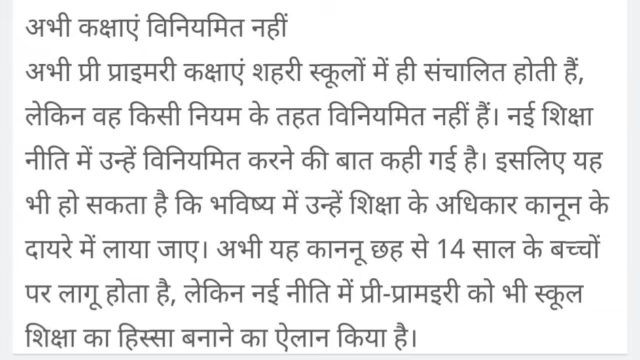 अभी कक्षाएं विनियमित नहीं
अभी प्री प्राइमरी कक्षाएं शहरी स्कूलों में ही संचालित होती हैं,
लेकिन वह किसी नियम के तहत विनियमित नहीं हैं। नई शिक्षा
नीति में उन्हें विनियमित करने की बात कही गई है। इसलिए यह
भी हो सकता है कि भविष्य में उन्हें शिक्षा के अधिकार कानून के
दायरे में लाया जाए। अभी यह काननू छह से 14 साल के बच्चों
पर लागू होता है, लेकिन नई नीति में प्री-प्रामइरी को भी स्कूल
शिक्षा का हिस्सा बनाने का ऐलान किया है।